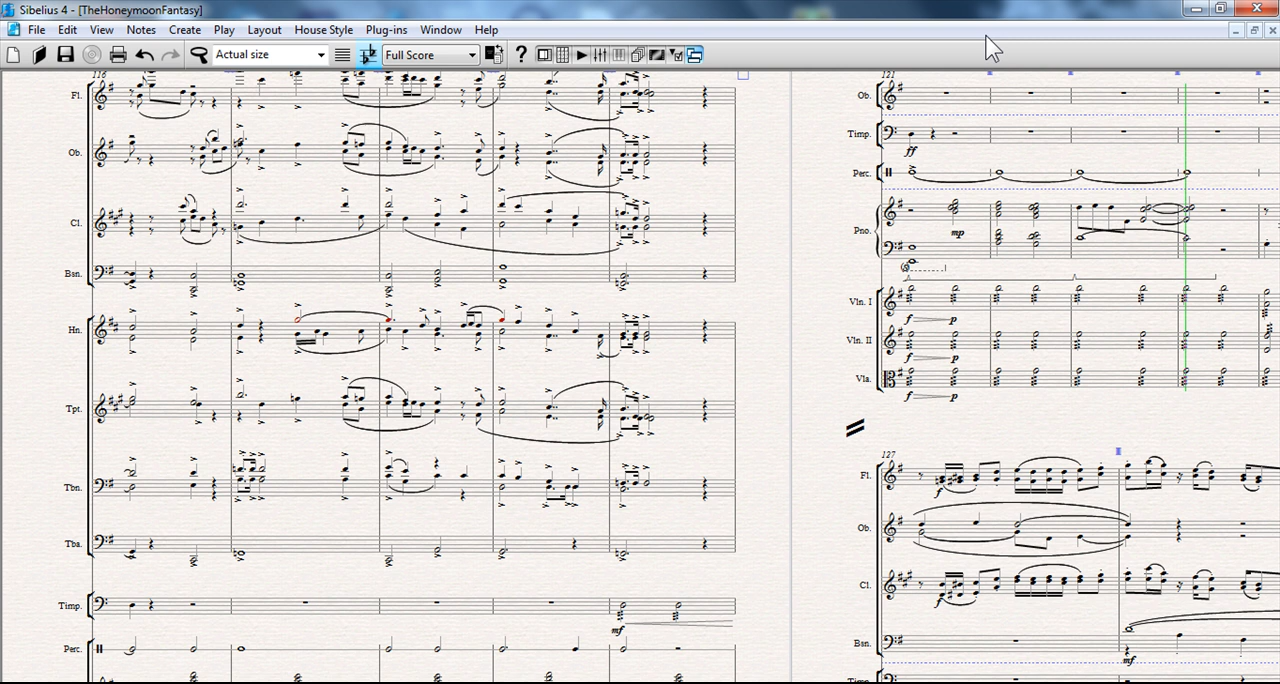 Sibelius 4 - [TheHoneymoonFantasy]
File Edit View Notes Create Play Layout House Style Plug-ins Window Help
Actual size Full Score ?
116
Fl.
Ob.
Cl.
Bsn.
Hn.
Tpt.
Tbn.
Tba.
Timp.
mf
Perc.
121
Ob.
Timp.
ff
Perc.
Pno.
mp
Vln. I
f p
Vln. II
f p
Vla.
f p
127
Fl.
f
Ob.
Cl.
f
Bsn.
mf
Timp.